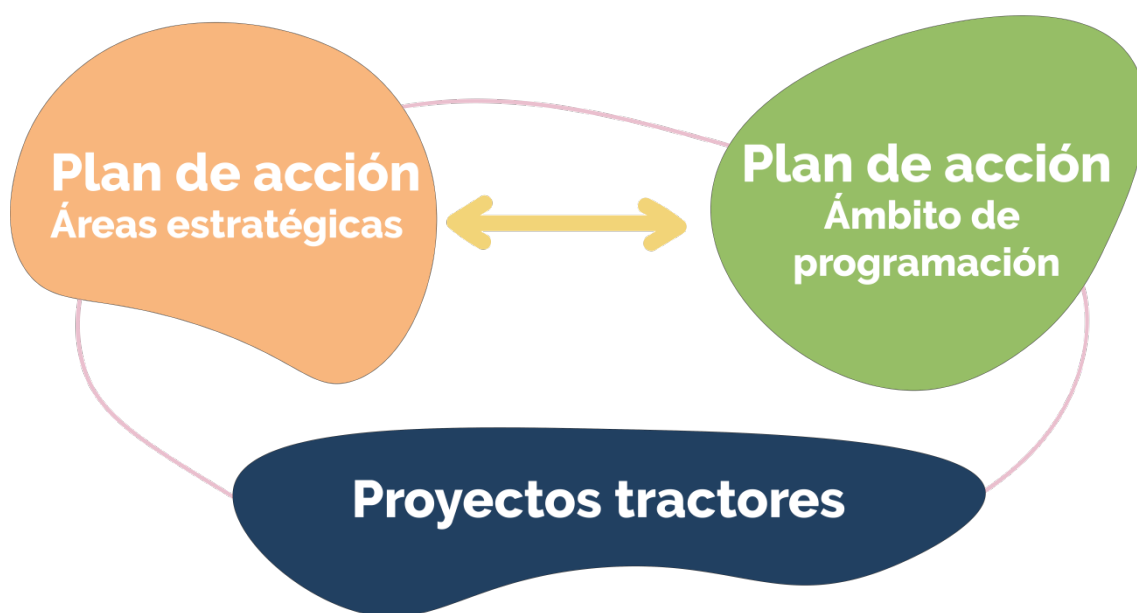 Plan de acción
Áreas estratégicas
Plan de acción
Ámbito de
programación
Proyectos tractores